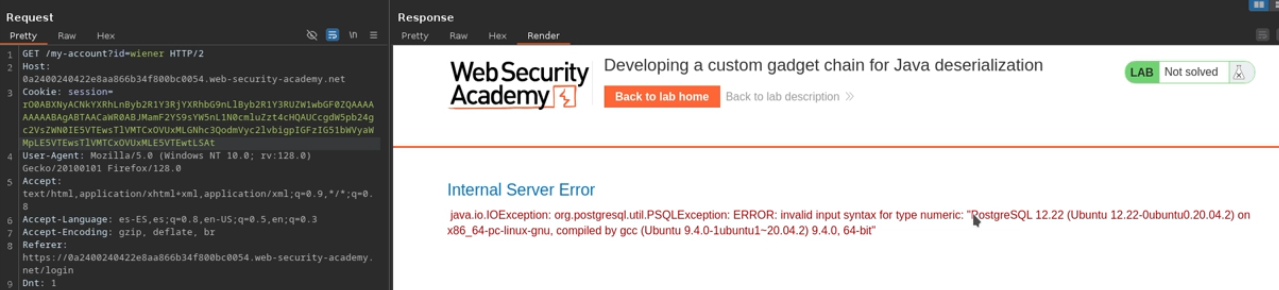 Request
Pretty Raw Hex
\n
1 GET /my-account?id=wiener HTTP/2
2 Host:
0a2400240422e8aa866b34f800bc0054.web-security-academy.net
3 Cookie: session=
4 User-Agent: Mozilla/5.0 (Windows NT 10.0; rv:128.0)
Gecko/20100101 Firefox/128.0
5 Accept:
text/html,application/xhtml+xml,application/xml;q=0.9,*/*;q=0.
8
6 Accept-Language: es-ES,es;q=0.8,en-US;q=0.5,en;q=0.3
7 Accept-Encoding: gzip, deflate, br
8 Referer:
https://0a2400240422e8aa866b34f800bc0054.web-security-academy.
net/login
9 Dnt: 1
Response
Pretty Raw Hex Render
Web Security
Academy
Developing a custom gadget chain for Java deserialization
Back to lab home Back to lab description
LAB Not solved
Internal Server Error
java.io.IOException: org.postgresql.util.PSQLException: ERROR: invalid input syntax for type numeric: "PostgreSQL 12.22 (Ubuntu 12.22-0ubuntu0.20.04.2) on
x86_64-pc-linux-gnu, compiled by gcc (Ubuntu 9.4.0-1ubuntu1~20.04.2) 9.4.0, 64-bit"